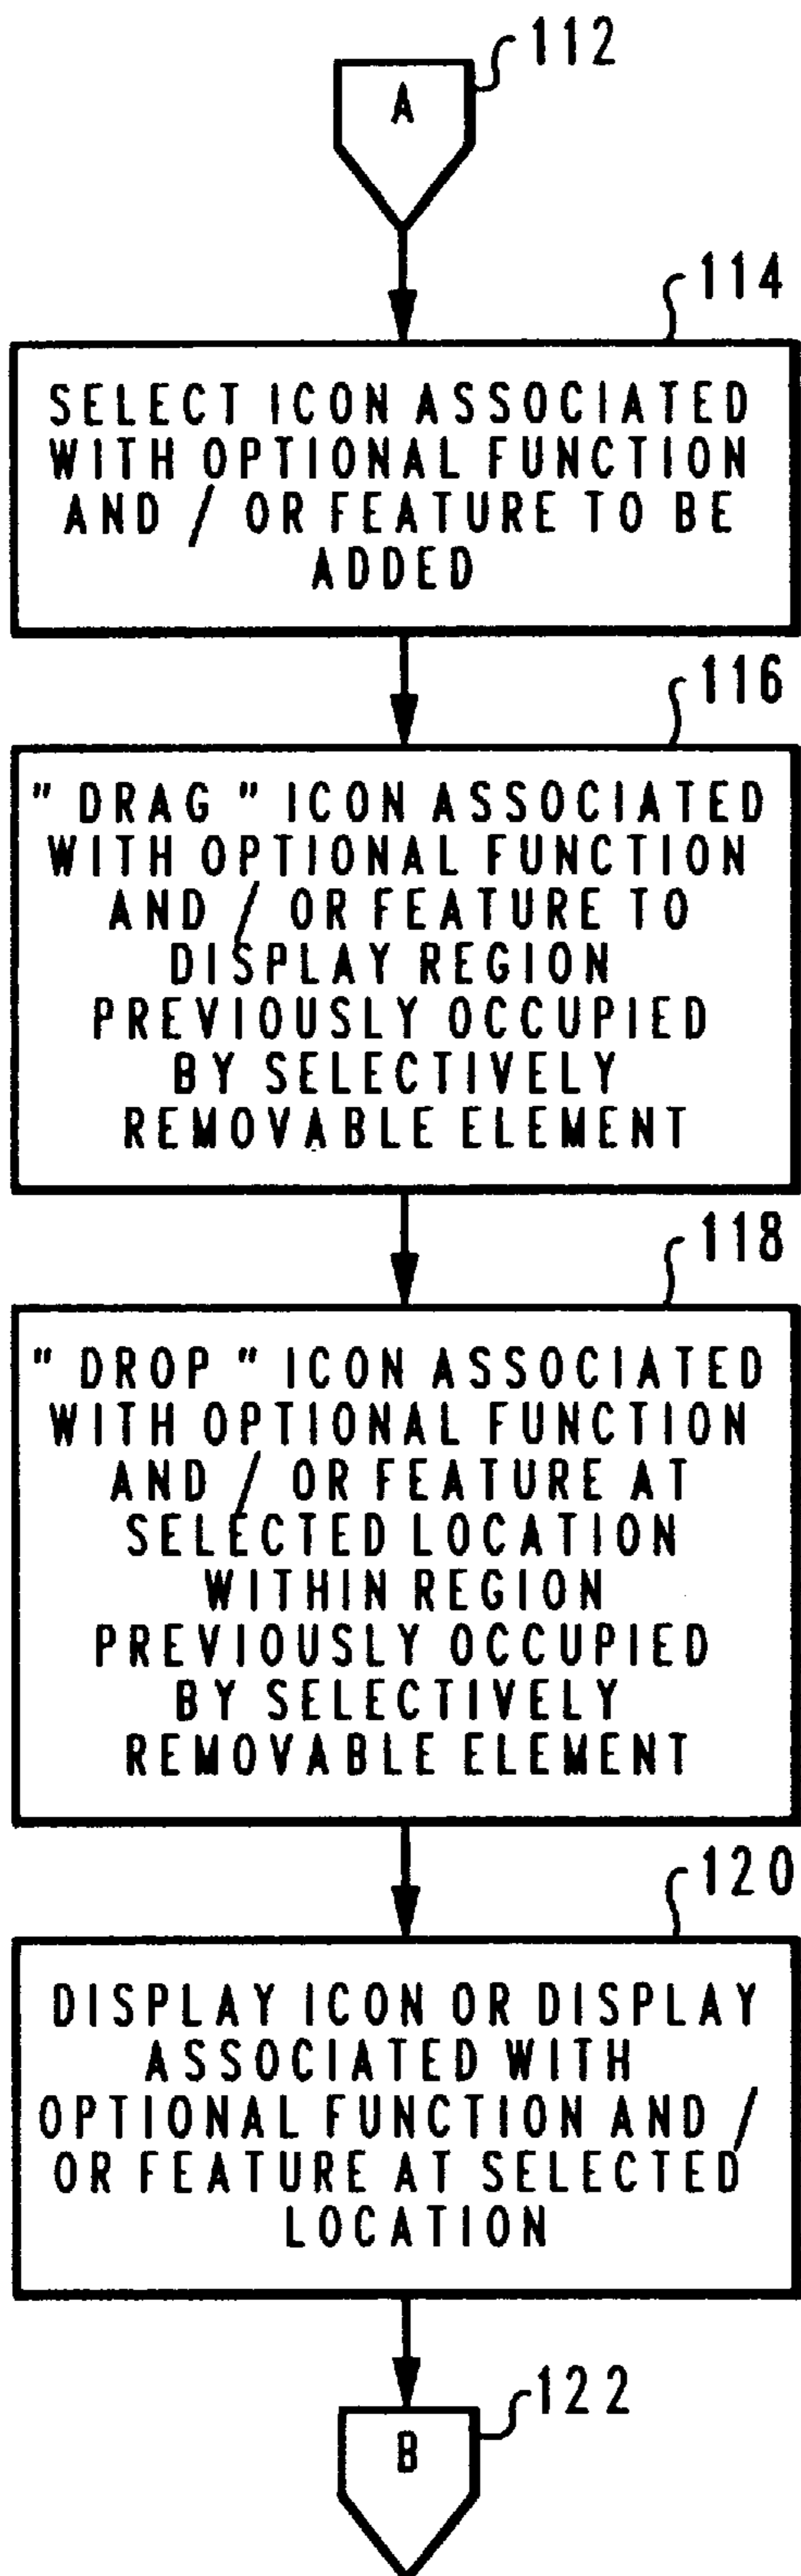 112
A
114
SELECT ICON ASSOCIATED
WITH OPTIONAL FUNCTION
AND / OR FEATURE TO BE
ADDED
116
" DRAG " ICON ASSOCIATED
WITH OPTIONAL FUNCTION
AND / OR FEATURE TO
DISPLAY REGION
PREVIOUSLY OCCUPIED
BY SELECTIVELY
REMOVABLE ELEMENT
118
" DROP " ICON ASSOCIATED
WITH OPTIONAL FUNCTION
AND / OR FEATURE AT
SELECTED LOCATION
WITHIN REGION
PREVIOUSLY OCCUPIED
BY SELECTIVELY
REMOVABLE ELEMENT
120
DISPLAY ICON OR DISPLAY
ASSOCIATED WITH
OPTIONAL FUNCTION AND /
OR FEATURE AT SELECTED
LOCATION
122
B